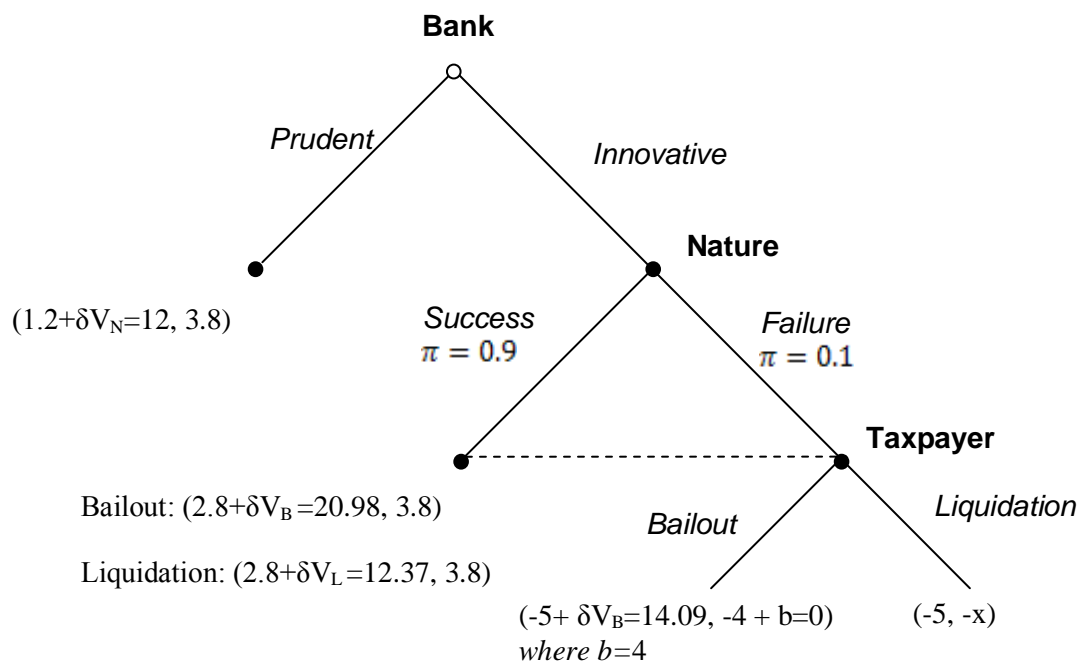 Bank
Prudent
Innovative
Nature
(1.2+δV_N=12, 3.8)
Success
π = 0.9
Failure
π = 0.1
Taxpayer
Bailout: (2.8+δV_B =20.98, 3.8)
Bailout
Liquidation
Liquidation: (2.8+δV_L =12.37, 3.8)
(-5+ δV_B=14.09, -4 + b=0)
where b=4
(-5, -x)